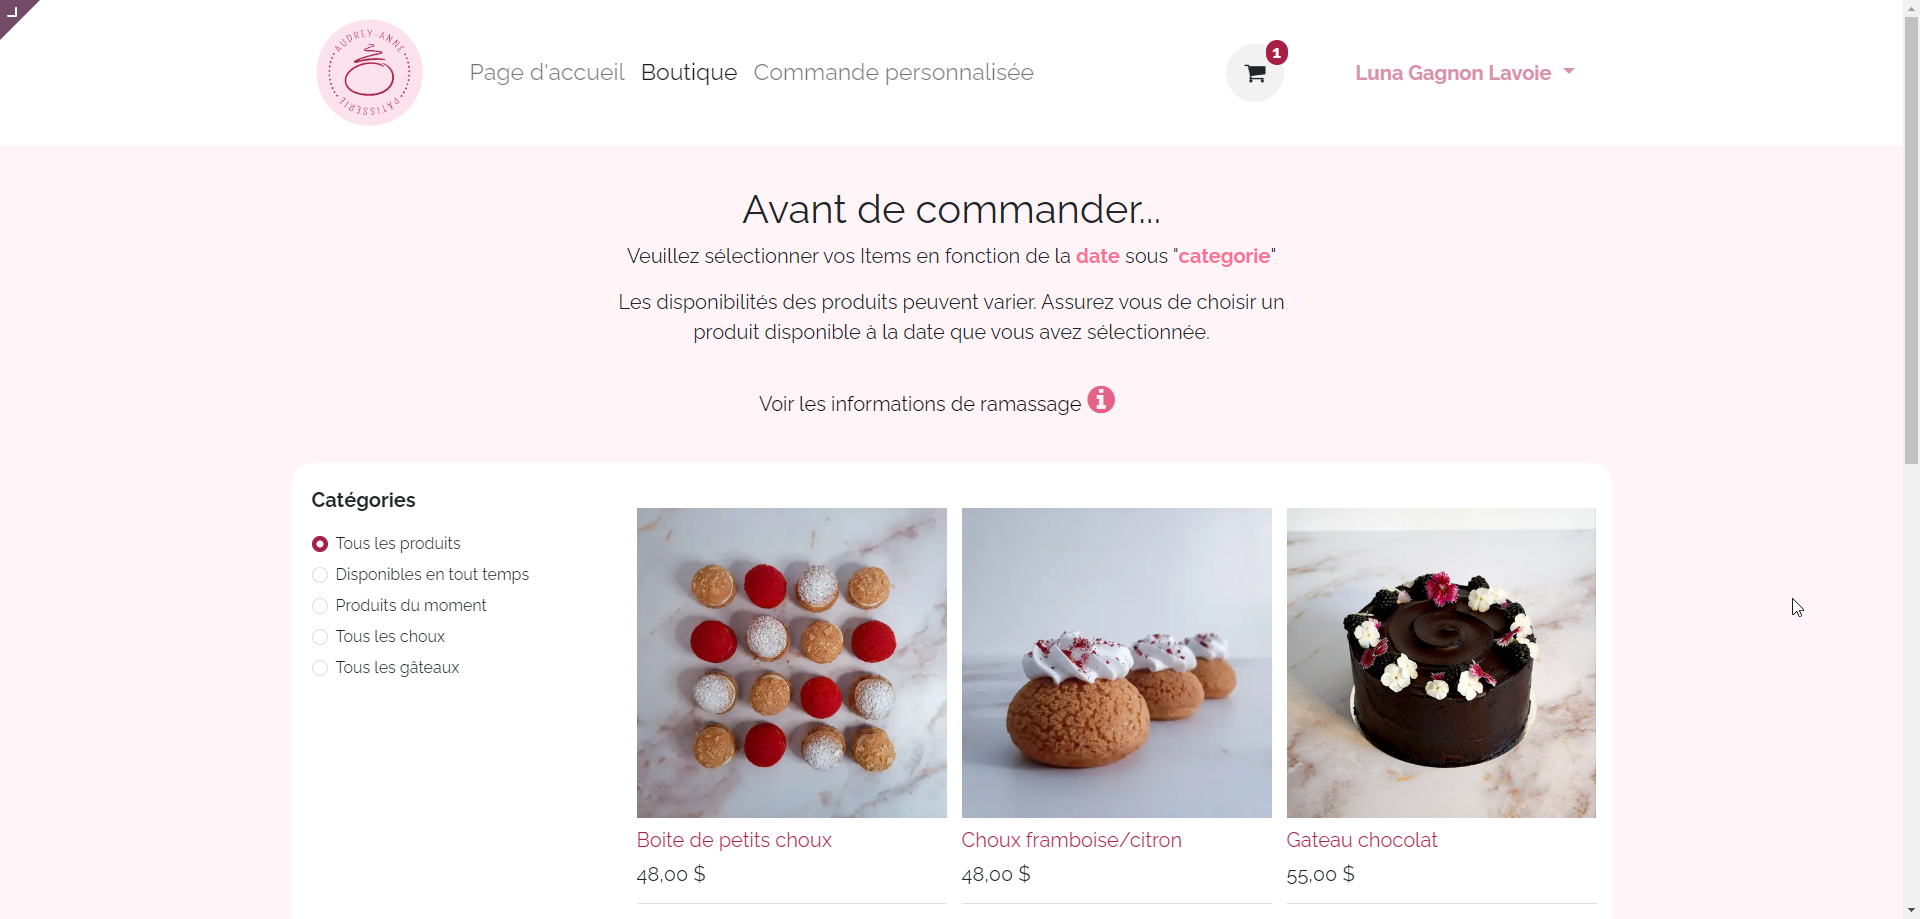 AUDREY-ANNE
PÂTISSERIE
Page d'accueil Boutique Commande personnalisée
1
Luna Gagnon Lavoie
Avant de commander...
Veuillez sélectionner vos Items en fonction de la date sous "categorie"
Les disponibilités des produits peuvent varier. Assurez vous de choisir un
produit disponible à la date que vous avez sélectionnée.
Voir les informations de ramassage
Catégories
Tous les produits
Disponibles en tout temps
Produits du moment
Tous les choux
Tous les gâteaux
Boite de petits choux
48,00 $
Choux framboise/citron
48,00 $
Gateau chocolat
55,00 $